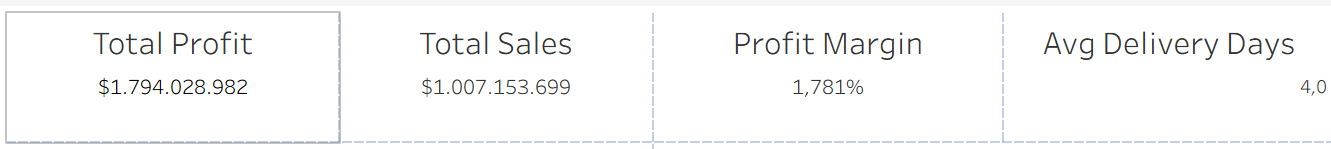 Total Profit
$1.794.028.982
Total Sales
$1.007.153.699
Profit Margin
1,781%
Avg Delivery Days
4,0